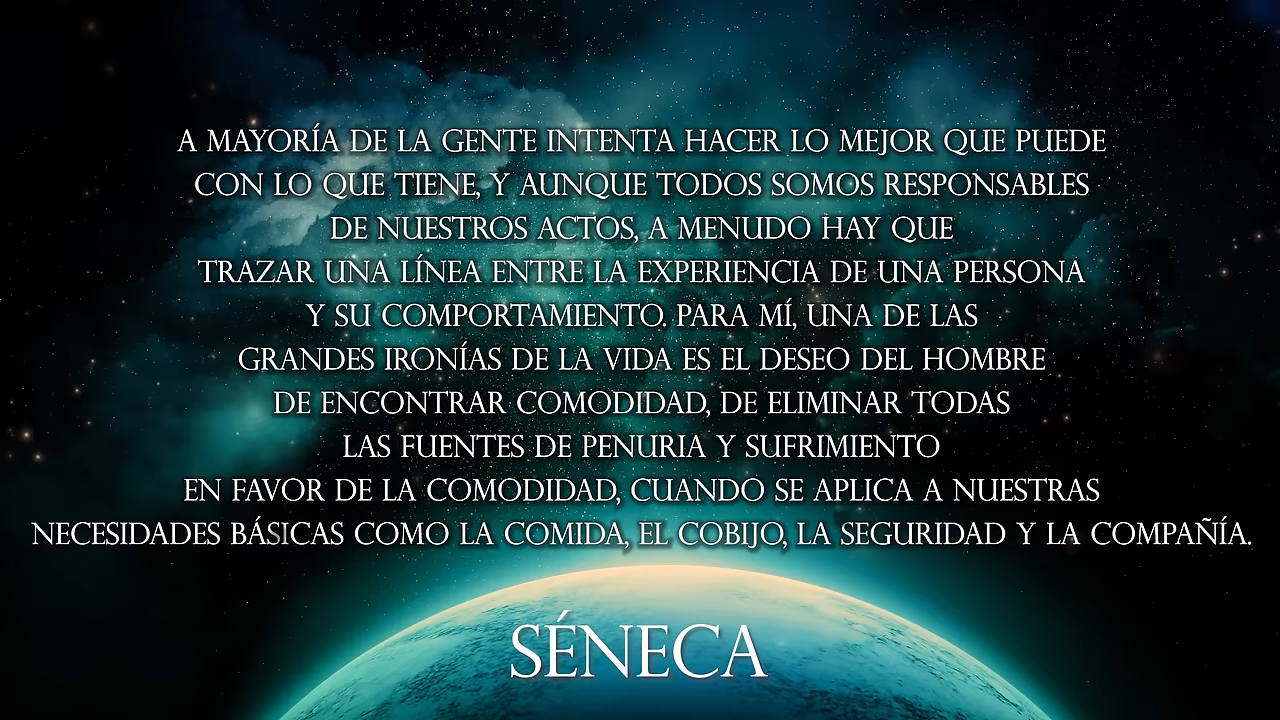 A MAYORÍA DE LA GENTE INTENTA HACER LO MEJOR QUE PUEDE
CON LO QUE TIENE, Y AUNQUE TODOS SOMOS RESPONSABLES
DE NUESTROS ACTOS, A MENUDO HAY QUE
TRAZAR UNA LÍNEA ENTRE LA EXPERIENCIA DE UNA PERSONA
Y SU COMPORTAMIENTO. PARA MÍ, UNA DE LAS
GRANDES IRONÍAS DE LA VIDA ES EL DESEO DEL HOMBRE
DE ENCONTRAR COMODIDAD, DE ELIMINAR TODAS
LAS FUENTES DE PENURIA Y SUFRIMIENTO
EN FAVOR DE LA COMODIDAD, CUANDO SE APLICA A NUESTRAS
NECESIDADES BÁSICAS COMO LA COMIDA, EL COBIJO, LA SEGURIDAD Y LA COMPAÑÍA.
SÉNECA